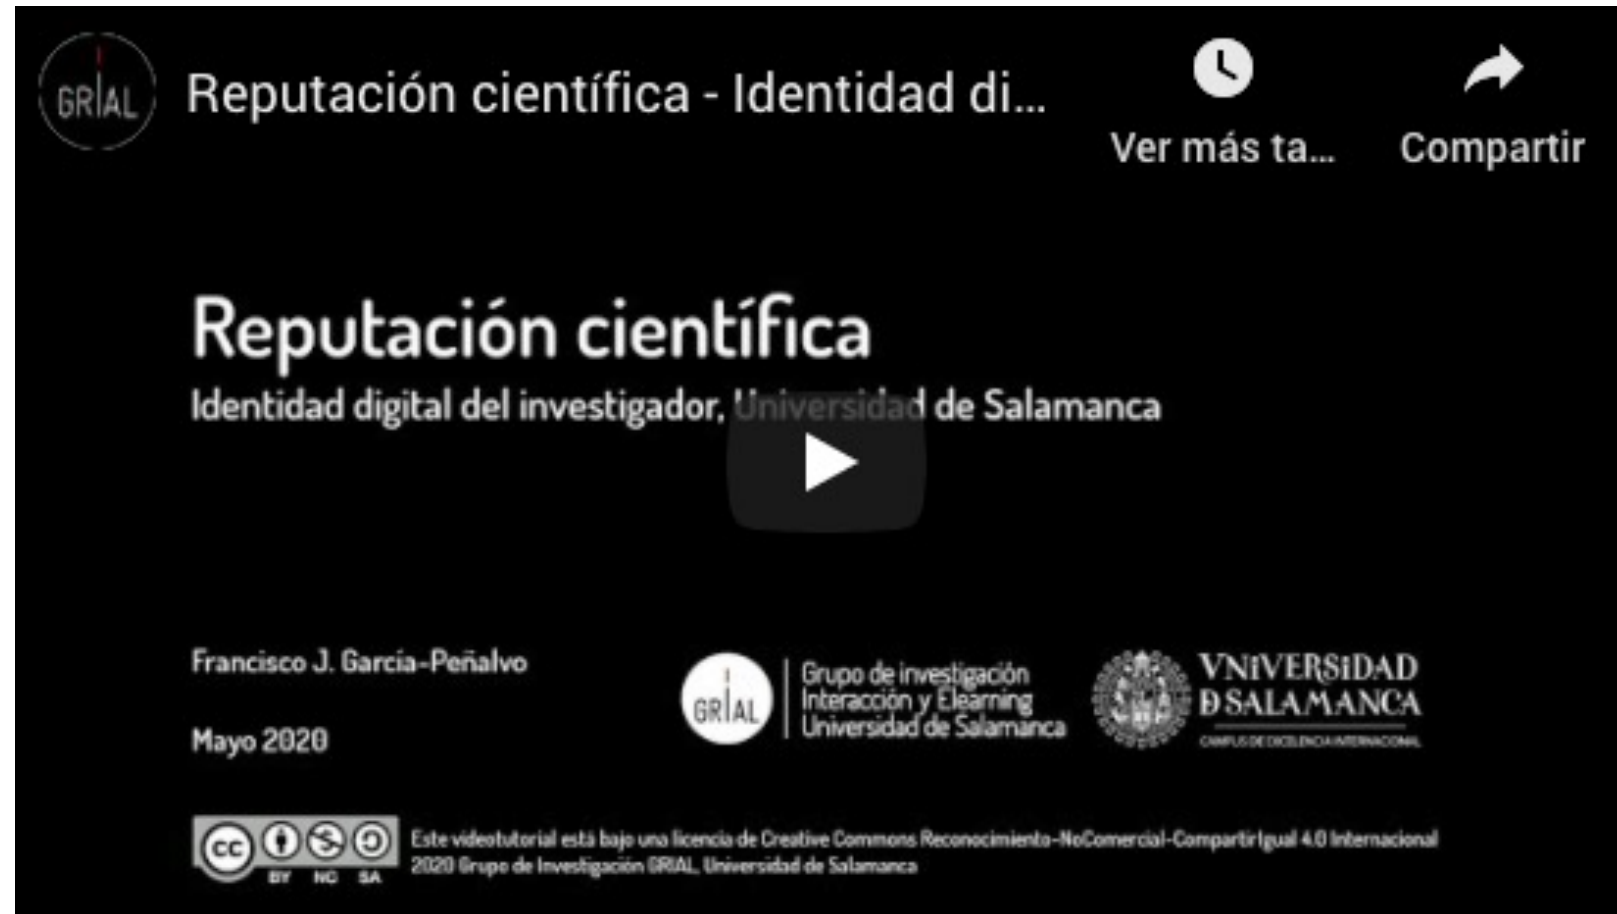 GRIAL
Reputación científica - Identidad di...
Ver más ta...
Compartir
Reputación científica
Identidad digital del investigador, Universidad de Salamanca
Francisco J. García-Peñalvo
Mayo 2020
GRIAL
Grupo de investigación
Interacción y Elearning
Universidad de Salamanca
VNiVERSiDAD
D SALAMANCA
CAMPUS DE EXCELENCIA INTERNACIONAL
CC
BY NC SA
Este videotutorial está bajo una licencia de Creative Commons Reconocimiento-NoComercial-CompartirIgual 4.0 Internacional
2020 Grupo de Investigación GRIAL, Universidad de Salamanca